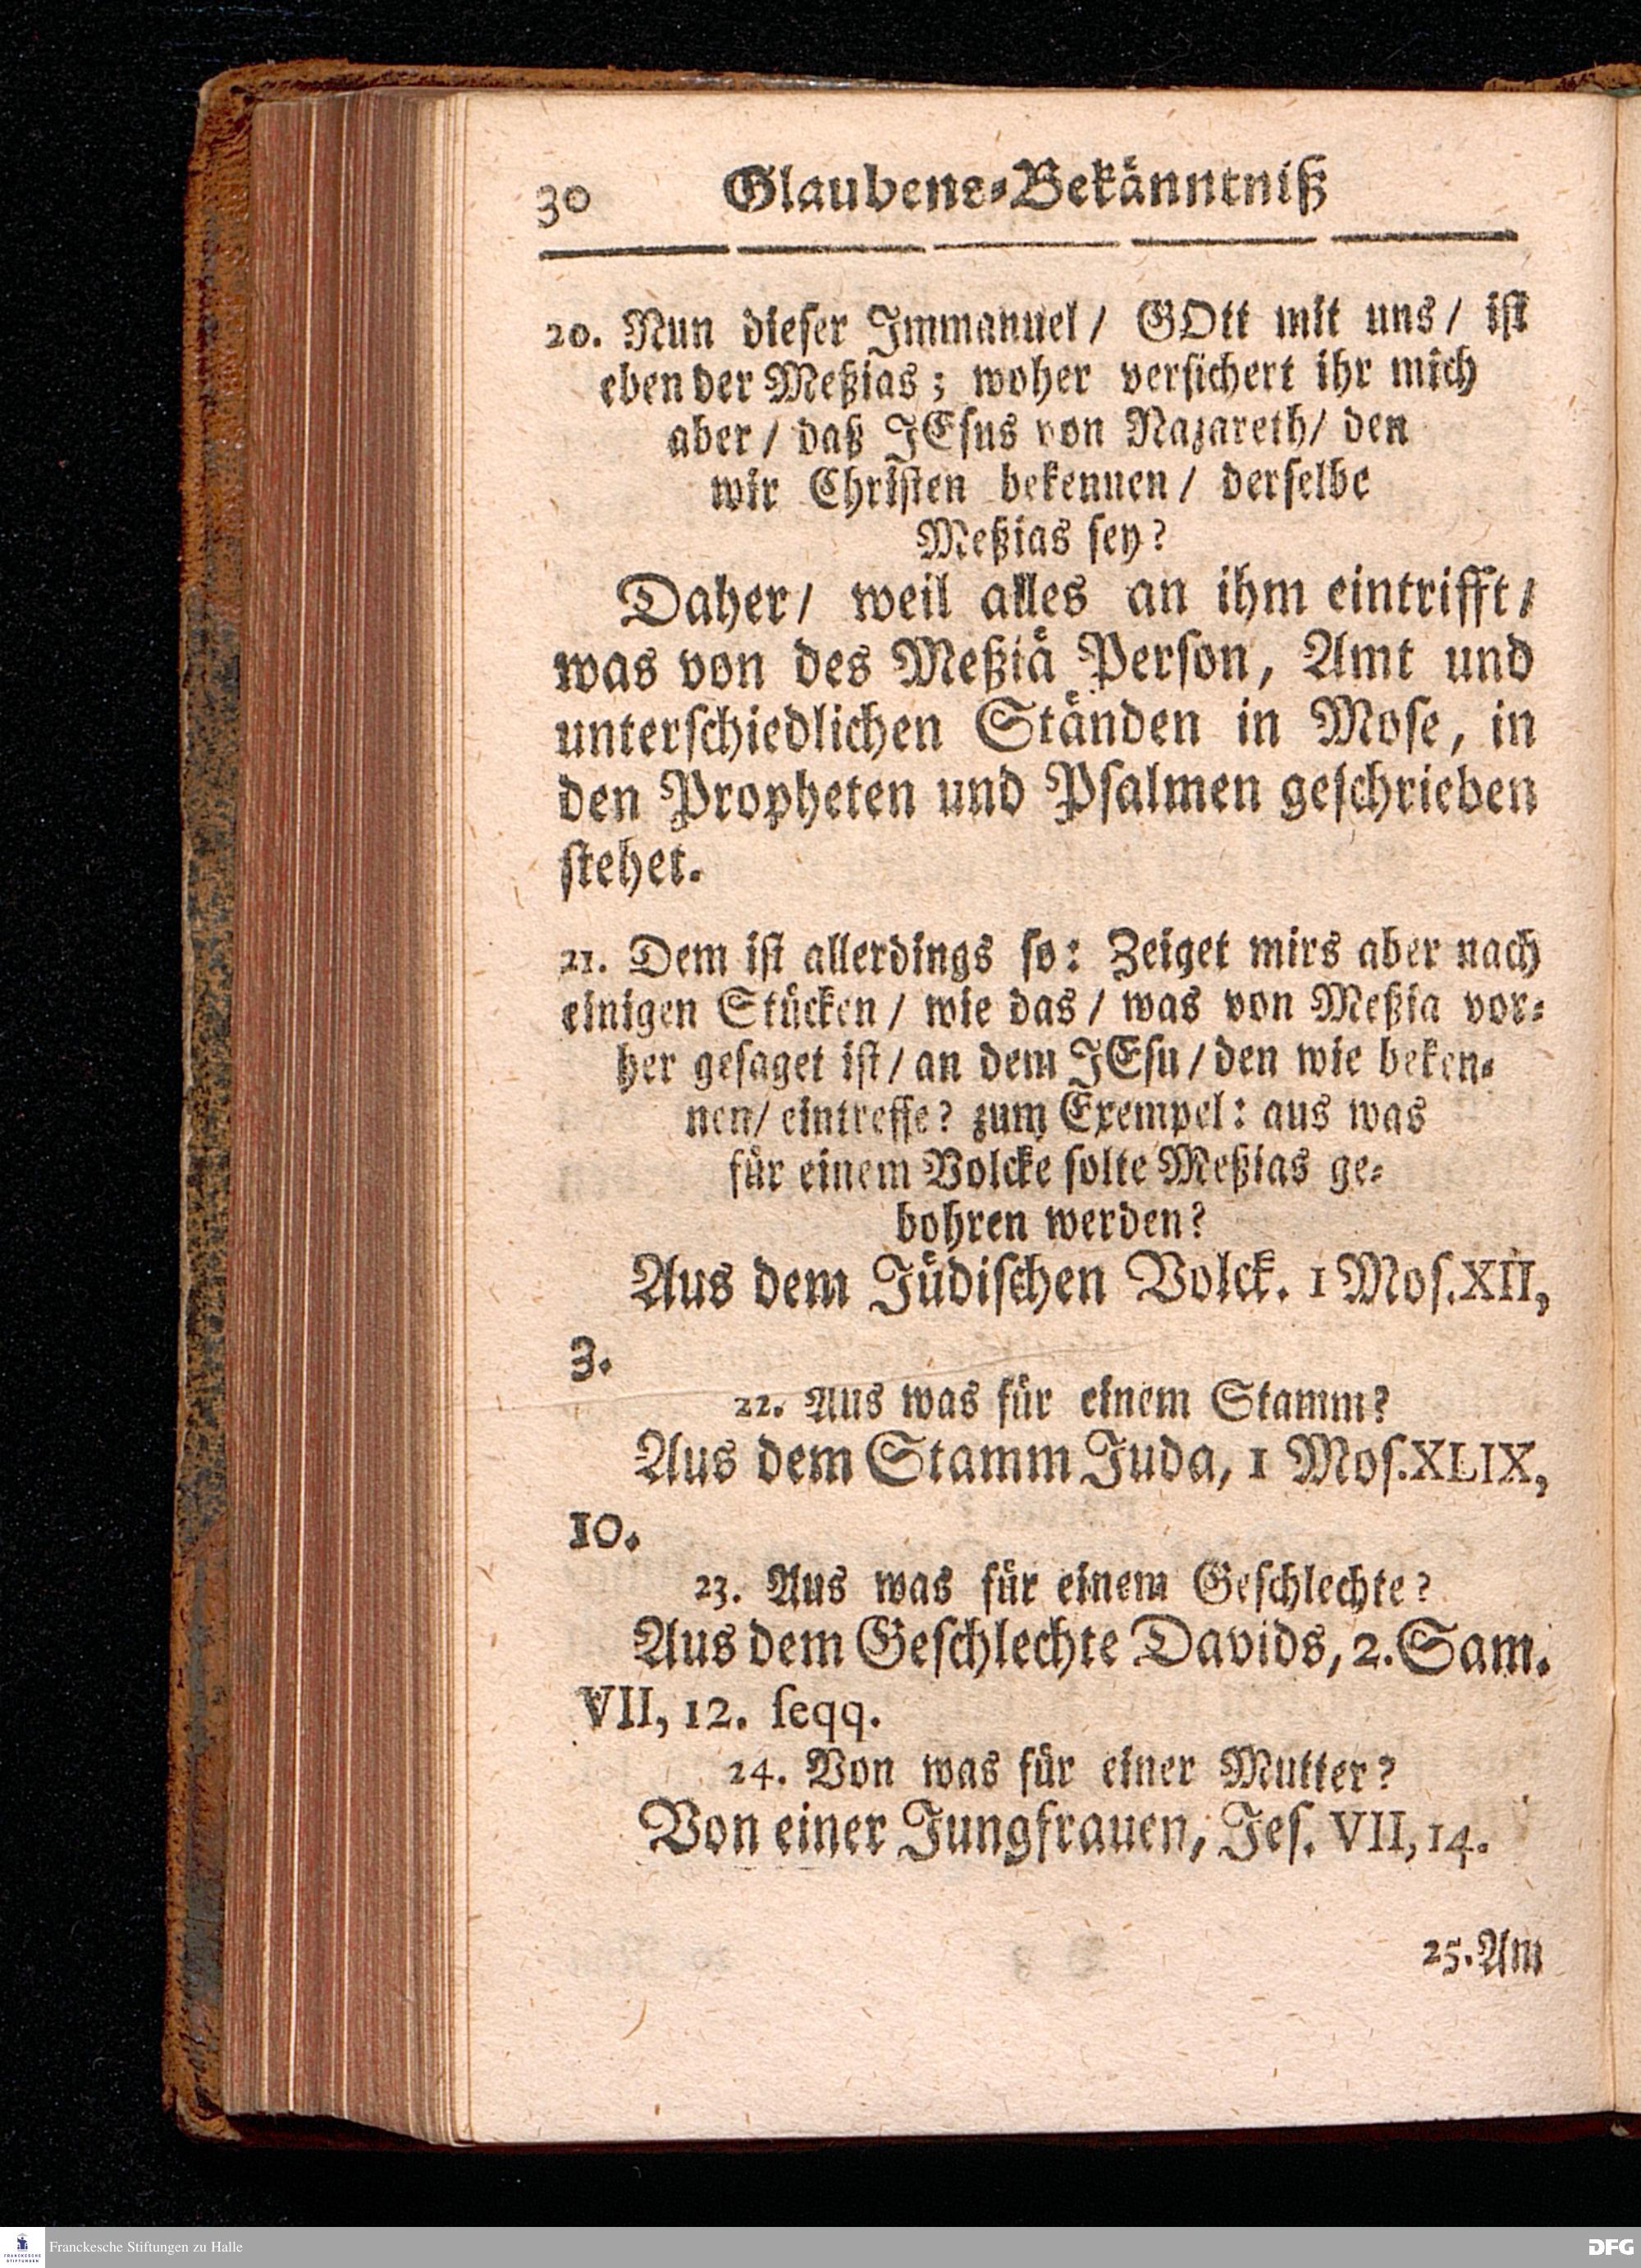 30 Glaubens-Bekänntniß
20. Nun dieser Immanuel / GOtt mit uns / ist
eben der Meßias; woher versichert ihr mich
aber / daß JEsus von Nazareth / den
wir Christen bekennen / derselbe
Meßias sey?
Daher / weil alles an ihm eintrifft /
was von des Meßiä Person, Amt und
unterschiedlichen Ständen in Mose, in
den Propheten und Psalmen geschrieben
stehet.
21. Dem ist allerdings so: Zeiget mirs aber nach
einigen Stücken / wie das / was von Meßia vor-
her gesaget ist / an dem JEsu / den wie beken-
nen / eintreffe? zum Exempel: aus was
für einem Volcke solte Meßias ge-
bohren werden?
Aus dem Jüdischen Volck. 1 Mos. XII,
3.
22. Aus was für einem Stamm?
Aus dem Stamm Juda, 1 Mos. XLIX,
10.
23. Aus was für einem Geschlechte?
Aus dem Geschlechte Davids, 2. Sam.
VII, 12. seqq.
24. Von was für einer Mutter?
Von einer Jungfrauen, Jes. VII, 14.
25. Am
FRANCKESCHE STIFTUNGEN
Franckesche Stiftungen zu Halle
DFG